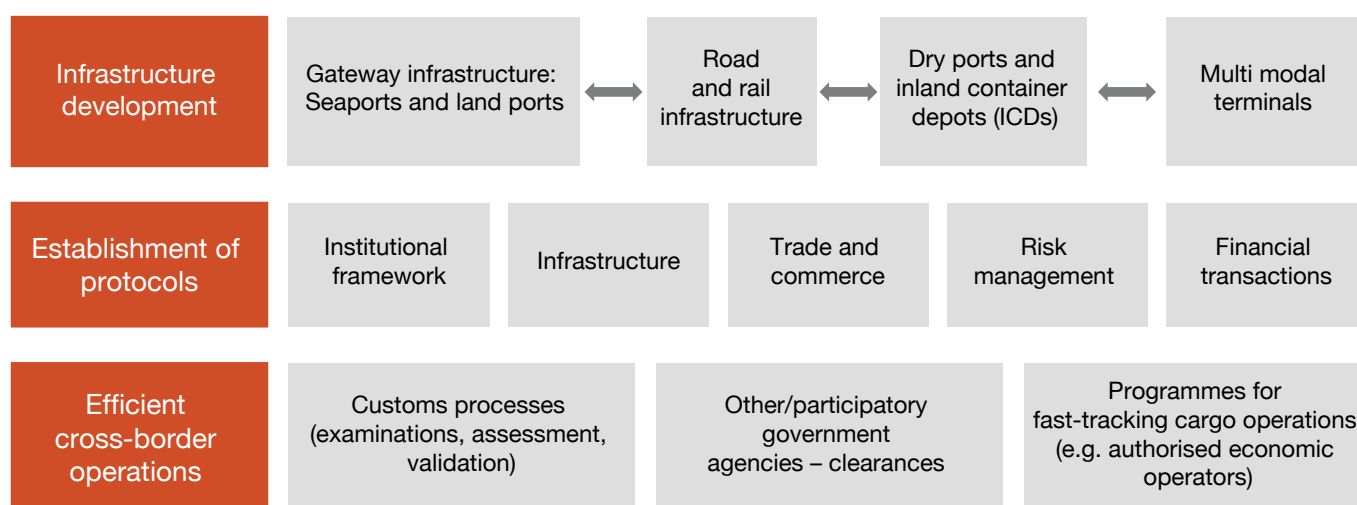 Infrastructure
development
Gateway infrastructure:
Seaports and land ports
Road
and rail
infrastructure
Dry ports and
inland container
depots (ICDs)
Multi modal
terminals
Establishment of
protocols
Institutional
framework
Infrastructure
Trade and
commerce
Risk
management
Financial
transactions
Efficient
cross-border
operations
Customs processes
(examinations, assessment,
validation)
Other/participatory
government
agencies – clearances
Programmes for
fast-tracking cargo operations
(e.g. authorised economic
operators)